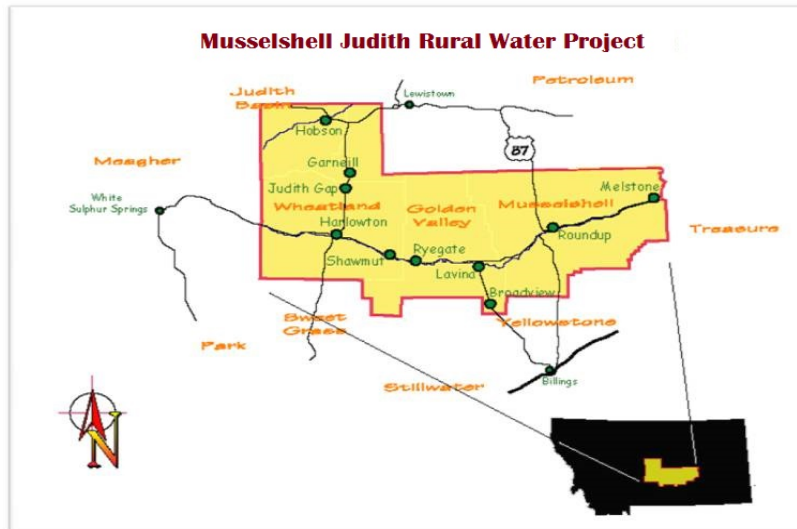 Musselshell Judith Rural Water Project
Petroleum
Judith
Basin
Lewistown
Hobson
87
Meagher
Garneill
Judith Gap
Melstone
White
Sulphur Springs
Wheatland
Golden
Valley
Musselshell
Harlowton
Roundup
Treasure
Shawmut
Ryegate
Lavina
Broadview
Sweet
Grass
Yellowstone
Park
Stillwater
Billings
N